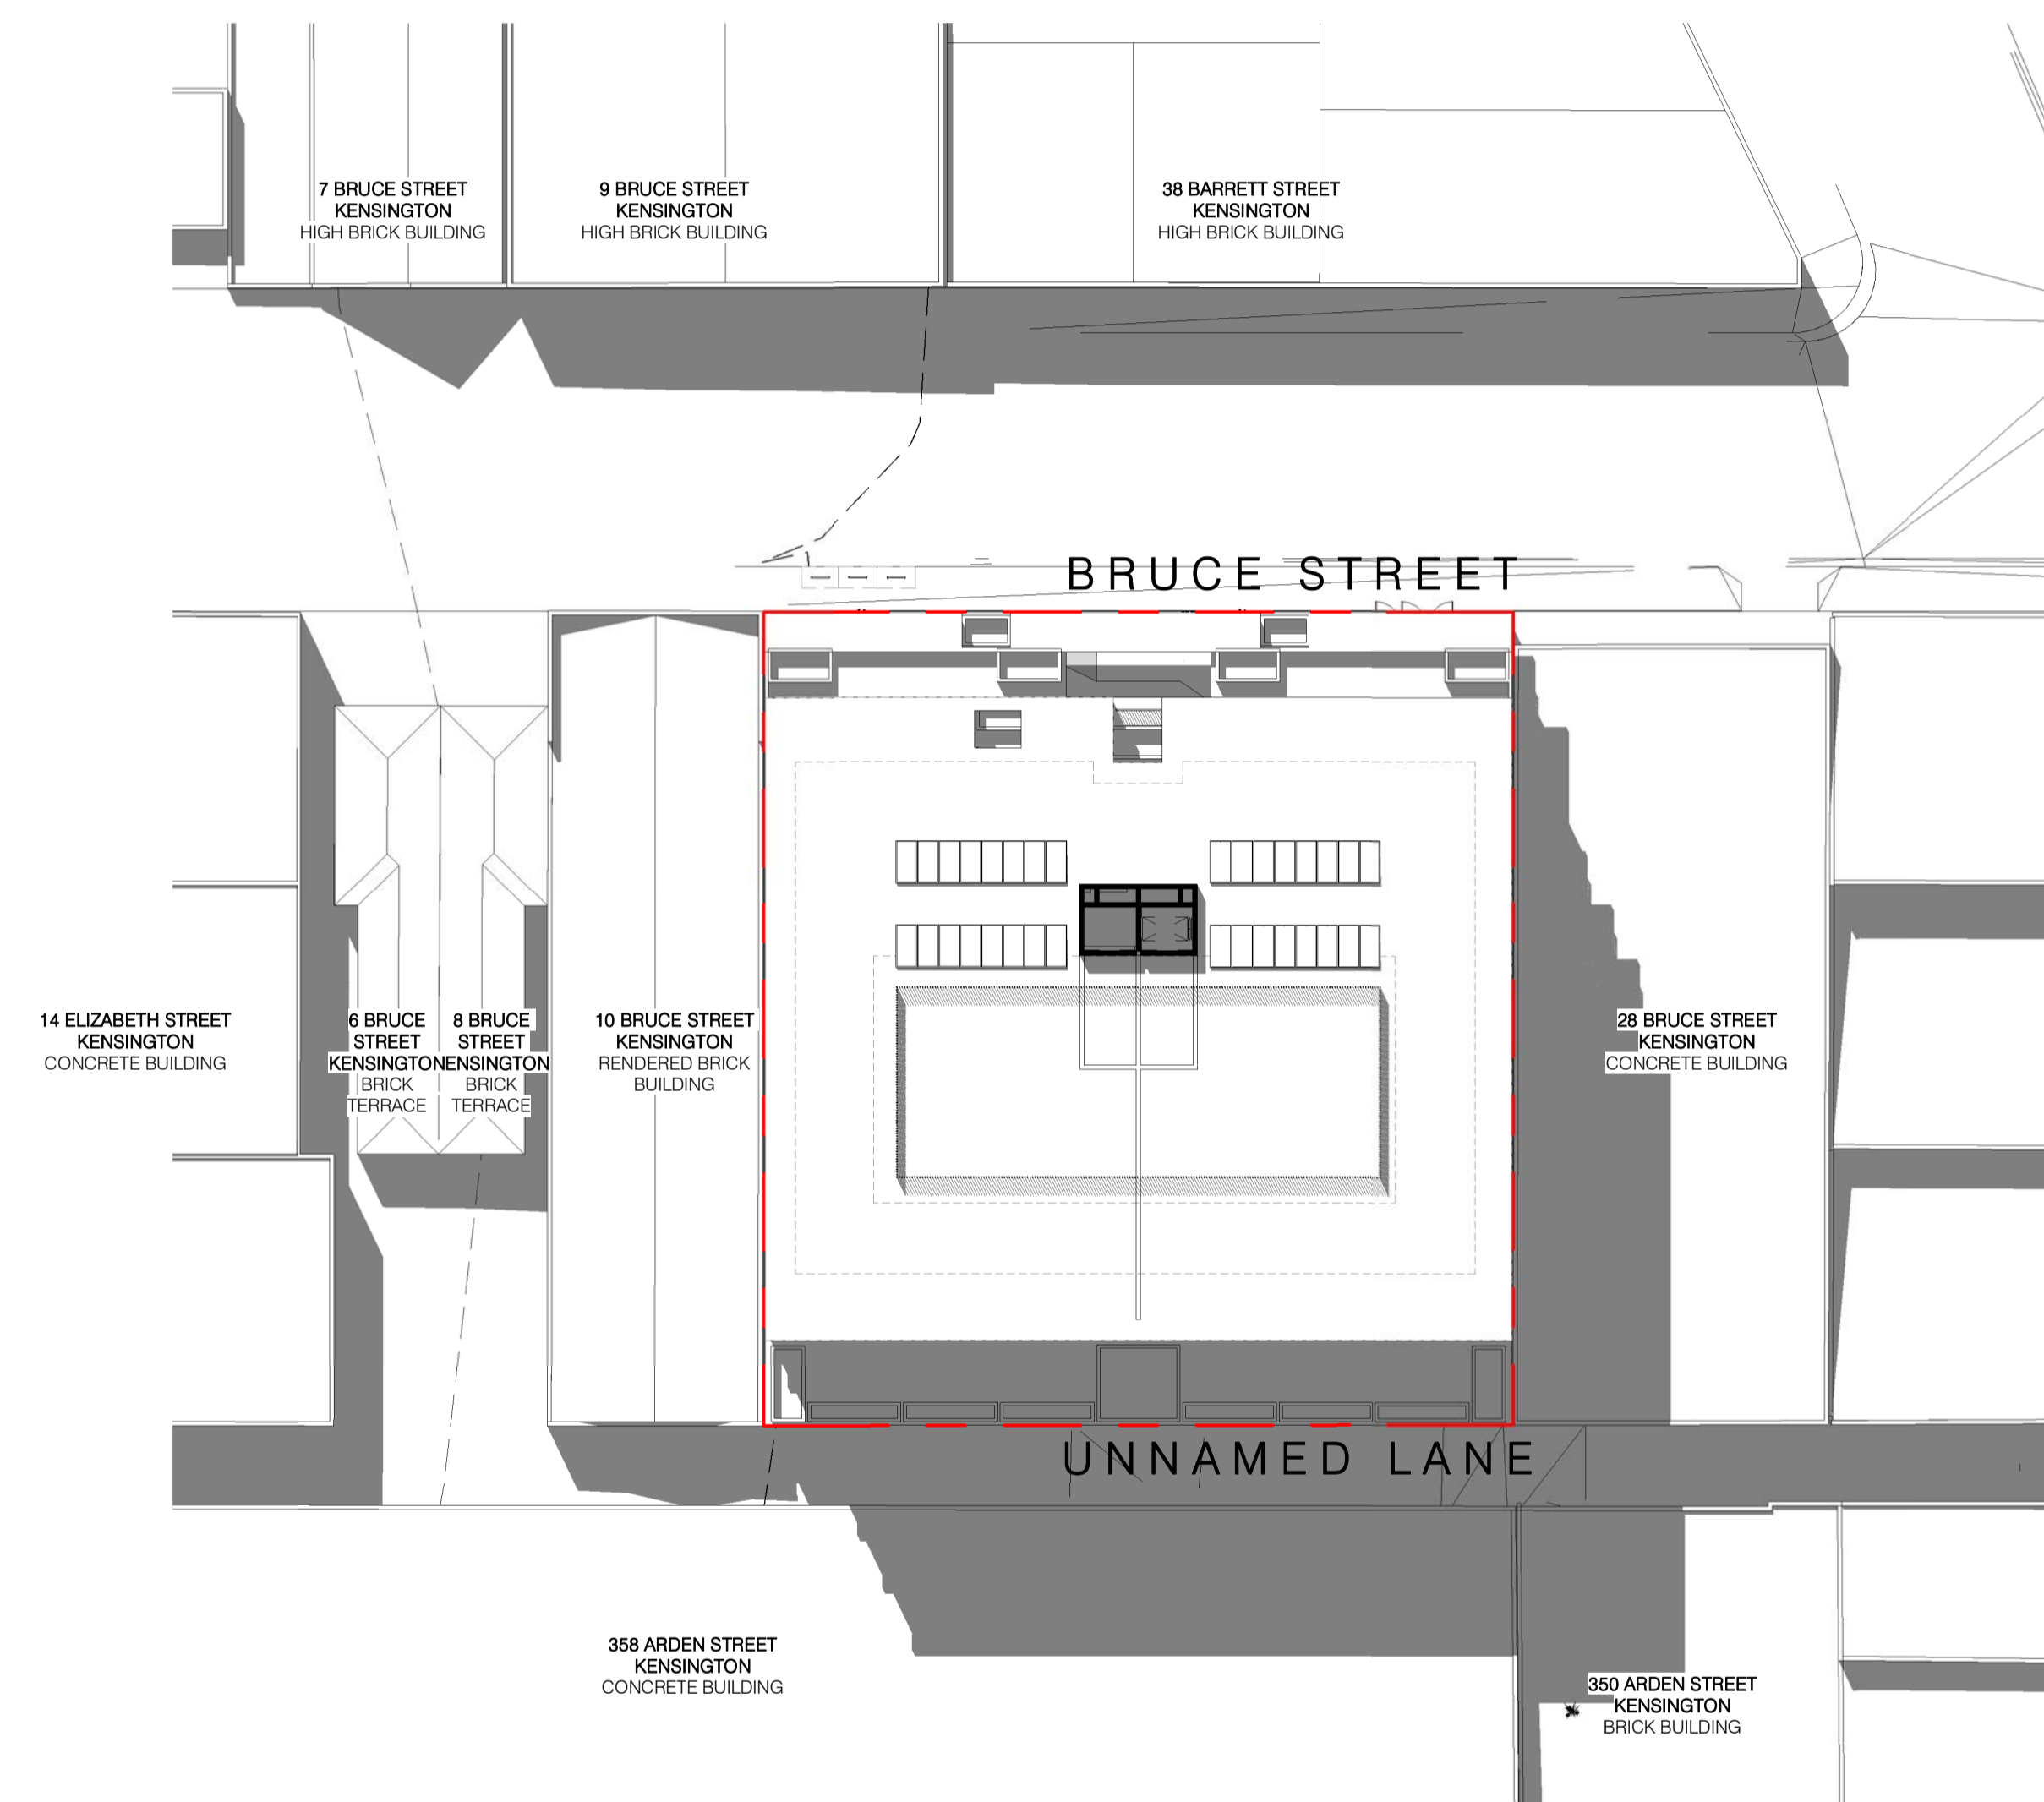 7 BRUCE STREET
KENSINGTON
HIGH BRICK BUILDING
9 BRUCE STREET
KENSINGTON
HIGH BRICK BUILDING
38 BARRETT STREET
KENSINGTON
HIGH BRICK BUILDING
BRUCE STREET
14 ELIZABETH STREET
KENSINGTON
CONCRETE BUILDING
6 BRUCE
STREET
KENSINGTON
BRICK
TERRACE
8 BRUCE
STREET
ENSINGTON
BRICK
TERRACE
10 BRUCE STREET
KENSINGTON
RENDERED BRICK
BUILDING
28 BRUCE STREET
KENSINGTON
CONCRETE BUILDING
UNNAMED LANE
358 ARDEN STREET
KENSINGTON
CONCRETE BUILDING
350 ARDEN STREET
KENSINGTON
BRICK BUILDING